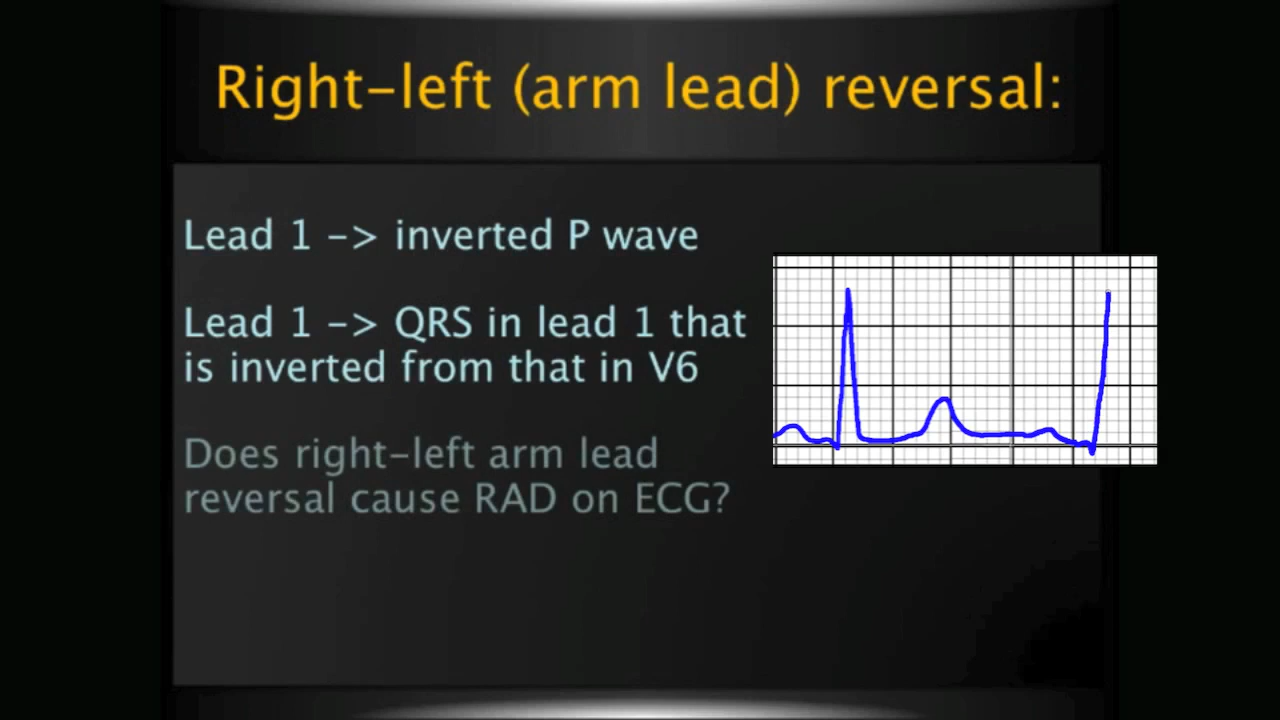 Right-left (arm lead) reversal:
Lead 1 -> inverted P wave
Lead 1 -> QRS in lead 1 that
is inverted from that in V6
Does right-left arm lead
reversal cause RAD on ECG?